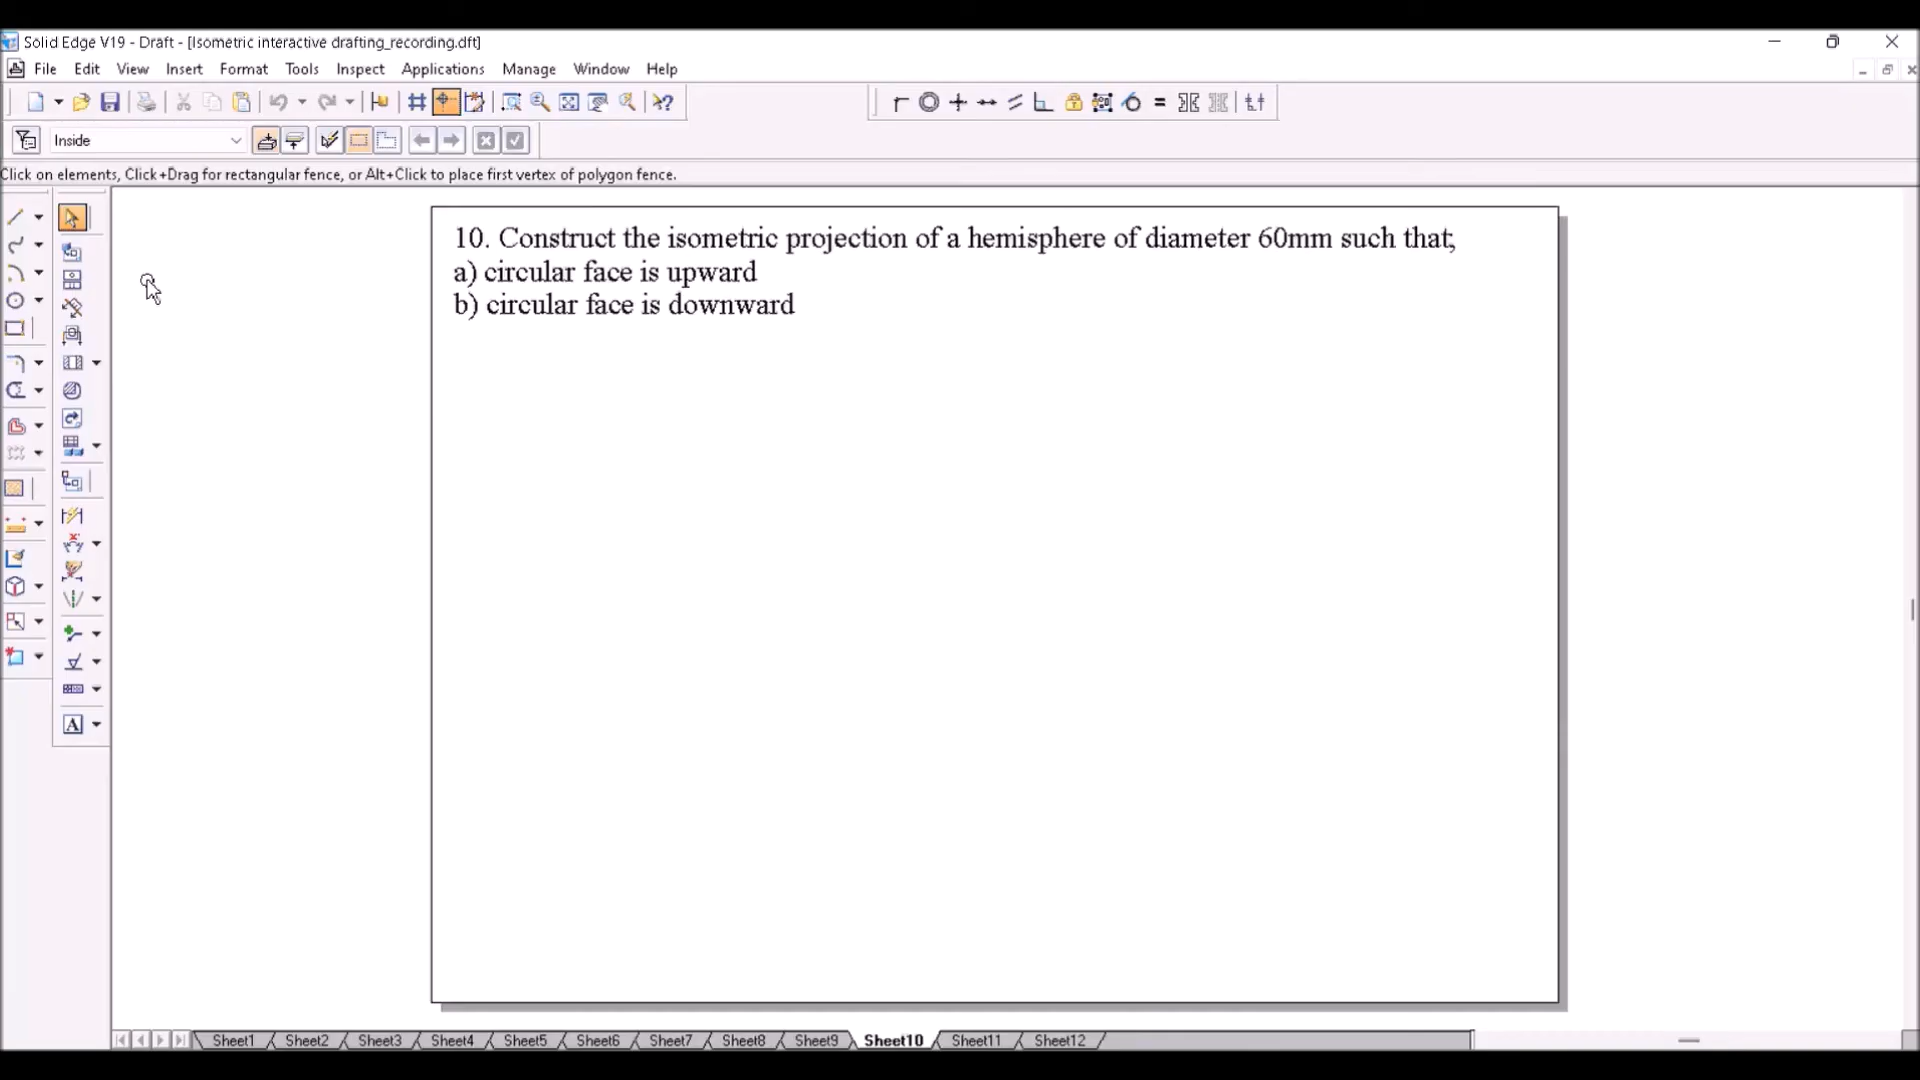 Solid Edge V19 - Draft - [Isometric interactive drafting_recording.dft]
File Edit View Insert Format Tools Inspect Applications Manage Window Help
Inside
Click on elements, Click+Drag for rectangular fence, or Alt+Click to place first vertex of polygon fence.
10. Construct the isometric projection of a hemisphere of diameter 60mm such that;
a) circular face is upward
b) circular face is downward
A
Sheet1 Sheet2 Sheet3 Sheet4 Sheet5 Sheet6 Sheet7 Sheet8 Sheet9 Sheet10 Sheet11 Sheet12